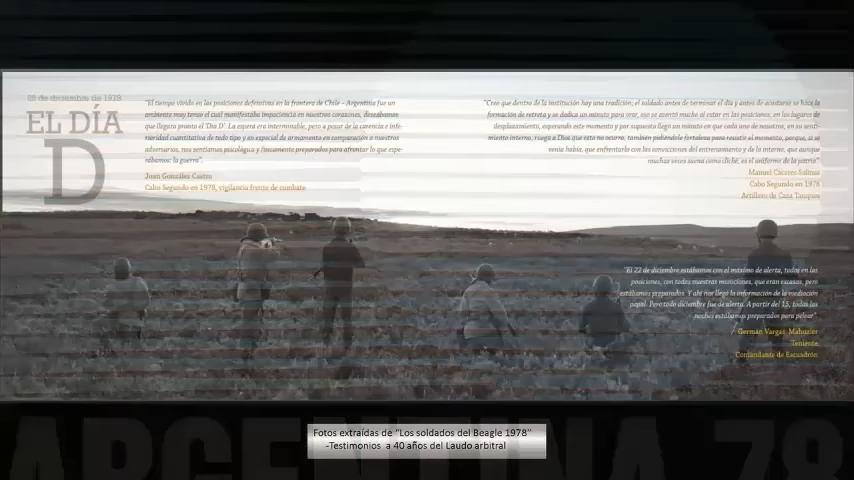 22 de diciembre de 1978
EL DÍA
D
"El tiempo vivido en las posiciones defensivas en la frontera de Chile - Argentina fue un
ambiente muy tenso el cual manifestaba impaciencia en nuestros corazones, deseábamos
que llegara pronto el 'Día D'. La espera era interminable, pero a pesar de la carencia e infe-
rioridad cuantitativa de todo tipo y en especial de armamento en comparación a nuestros
adversarios, nos sentíamos psicológica y físicamente preparados para afrontar lo que espe-
rábamos: la guerra".
Juan González Castro
Cabo Segundo en 1978, vigilancia frente de combate
"Creo que dentro de la institución hay una tradición; el soldado antes de terminar el día y antes de acostarse se hace la
formación de retreta y se dedica un minuto para orar, eso se acentó mucho al estar en las posiciones, en los lugares de
desplazamiento, esperando este momento y por supuesto llegó un minuto en que cada uno de nosotros, en su senti-
miento interno, ruega a Dios que esto no ocurra, también pidiéndole fortaleza para resistir el momento, porque, si se
venía había, que enfrentarlo con las convicciones del entrenamiento y de lo interno, que aunque
muchas veces suena como cliché, es el uniforme de la patria"
Manuel Cáceres Salinas
Cabo Segundo en 1978
Artillero de Caza Tanques
"El 22 de diciembre estábamos con el máximo de alerta, todos en las
posiciones, con todas nuestras municiones, que eran escasas, pero
estábamos preparados. Y ahí nos llegó la información de la mediación
papal. Pero todo diciembre fue de alerta. A partir del 15, todas las
noches estábamos preparados para pelear"
Germán Vargas
Teniente
Comandante de Escuadrón
Fotos extraídas de "Los soldados del Beagle 1978"
-Testimonios a 40 años del Laudo arbitral
ARGENTINA 78